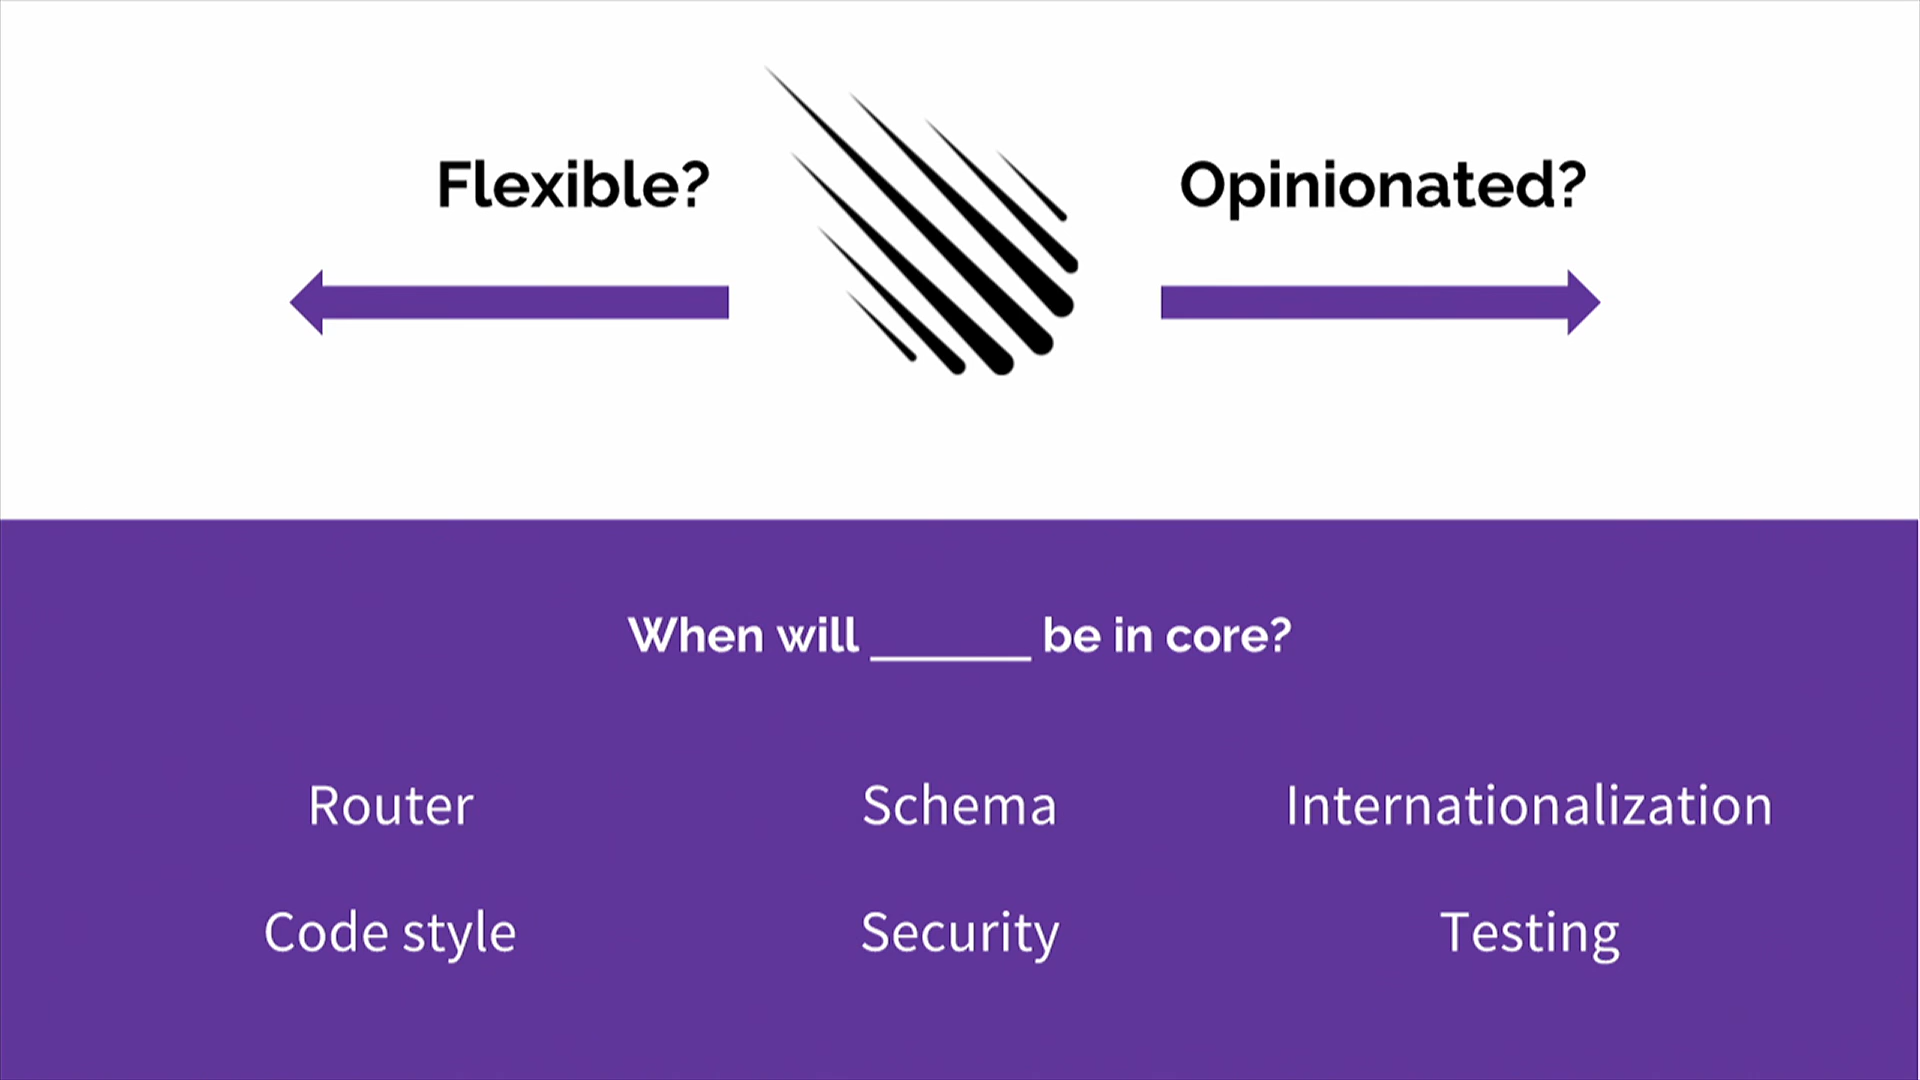 Flexible?
Opinionated?
When will ______ be in core?
Router
Schema
Internationalization
Code style
Security
Testing